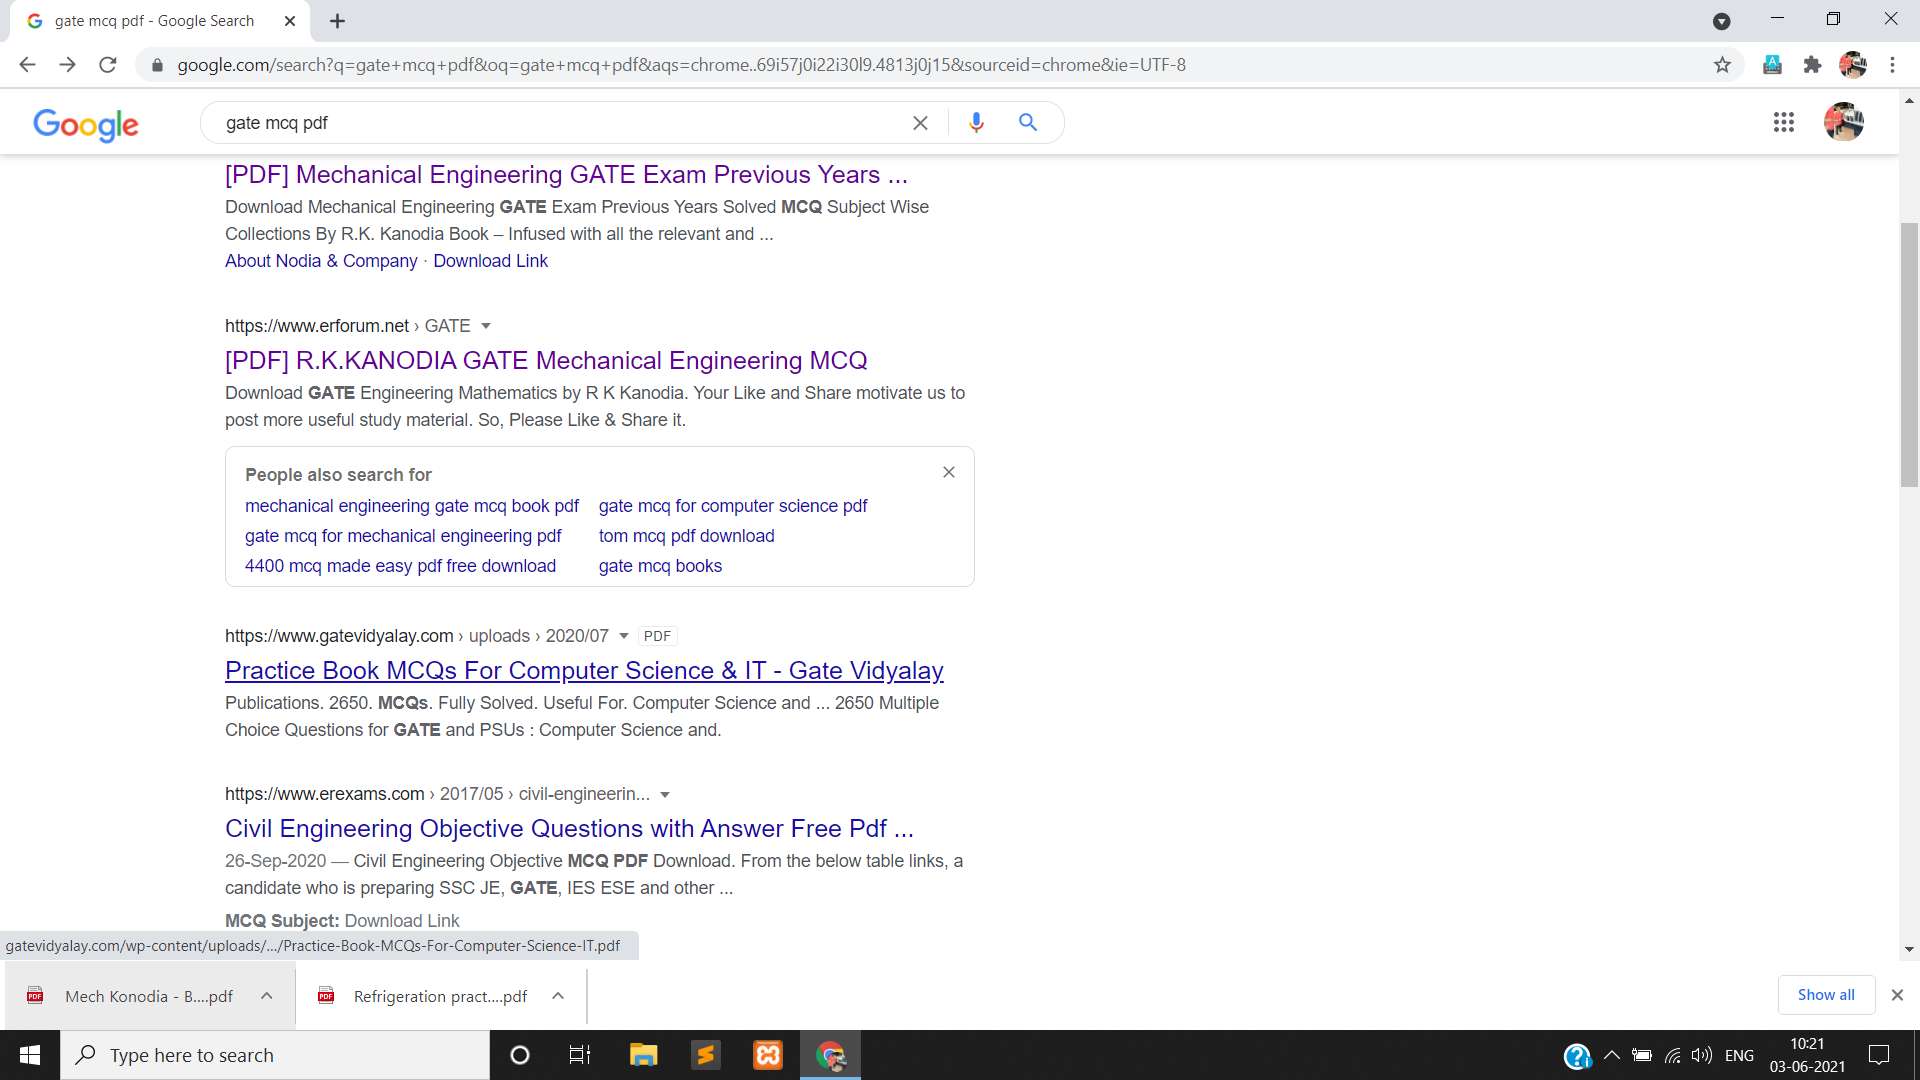 gate mcq pdf - Google Search
google.com/search?q=gate+mcq+pdf&oq=gate+mcq+pdf&aqs=chrome..69i57j0i22i30l9.4813j0j15&sourceid=chrome&ie=UTF-8
Google
gate mcq pdf
[PDF] Mechanical Engineering GATE Exam Previous Years ...
Download Mechanical Engineering GATE Exam Previous Years Solved MCQ Subject Wise
Collections By R.K. Kanodia Book – Infused with all the relevant and ...
About Nodia & Company · Download Link
https://www.erforum.net › GATE
[PDF] R.K.KANODIA GATE Mechanical Engineering MCQ
Download GATE Engineering Mathematics by R K Kanodia. Your Like and Share motivate us to
post more useful study material. So, Please Like & Share it.
People also search for
mechanical engineering gate mcq book pdf gate mcq for computer science pdf
gate mcq for mechanical engineering pdf tom mcq pdf download
4400 mcq made easy pdf free download gate mcq books
https://www.gatevidyalay.com › uploads › 2020/07 PDF
Practice Book MCQs For Computer Science & IT - Gate Vidyalay
Publications. 2650. MCQs. Fully Solved. Useful For. Computer Science and ... 2650 Multiple
Choice Questions for GATE and PSUs : Computer Science and.
https://www.erexams.com › 2017/05 › civil-engineerin...
Civil Engineering Objective Questions with Answer Free Pdf ...
26-Sep-2020 — Civil Engineering Objective MCQ PDF Download. From the below table links, a
candidate who is preparing SSC JE, GATE, IES ESE and other ...
MCQ Subject: Download Link
gatevidyalay.com/wp-content/uploads/.../Practice-Book-MCQs-For-Computer-Science-IT.pdf
Mech Konodia - B....pdf Refrigeration pract....pdf Show all
Type here to search
ENG
10:21
03-06-2021